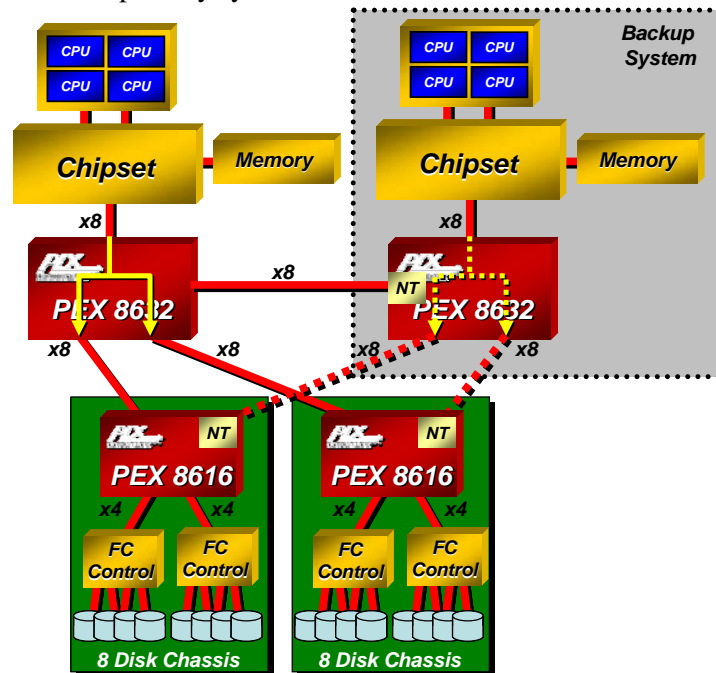 CPU CPU
CPU CPU
Chipset
Memory
x8
PEX 8632
x8
x8
x8
Backup
System
CPU CPU
CPU CPU
Chipset
Memory
x8
NT
PEX 8632
x8
x8
NT
PEX 8616
x4
x4
FC
Control
FC
Control
8 Disk Chassis
NT
PEX 8616
x4
x4
FC
Control
FC
Control
8 Disk Chassis